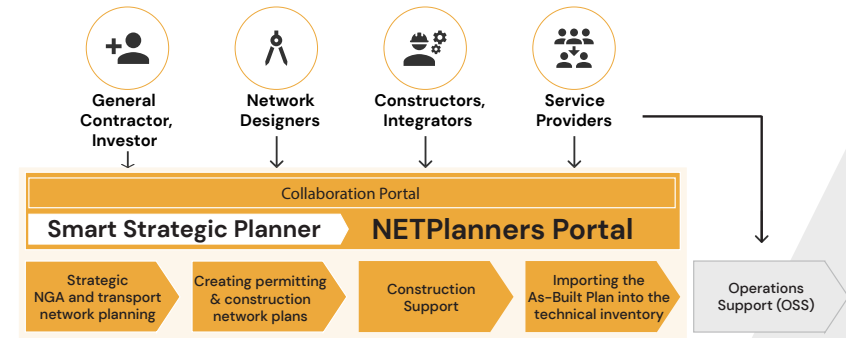 General
Contractor,
Investor
Network
Designers
Constructors,
Integrators
Service
Providers
Collaboration Portal
Smart Strategic Planner
NETPlanners Portal
Strategic
NGA and transport
network planning
Creating permitting
& construction
network plans
Construction
Support
Importing the
As-Built Plan into the
technical inventory
Operations
Support (OSS)